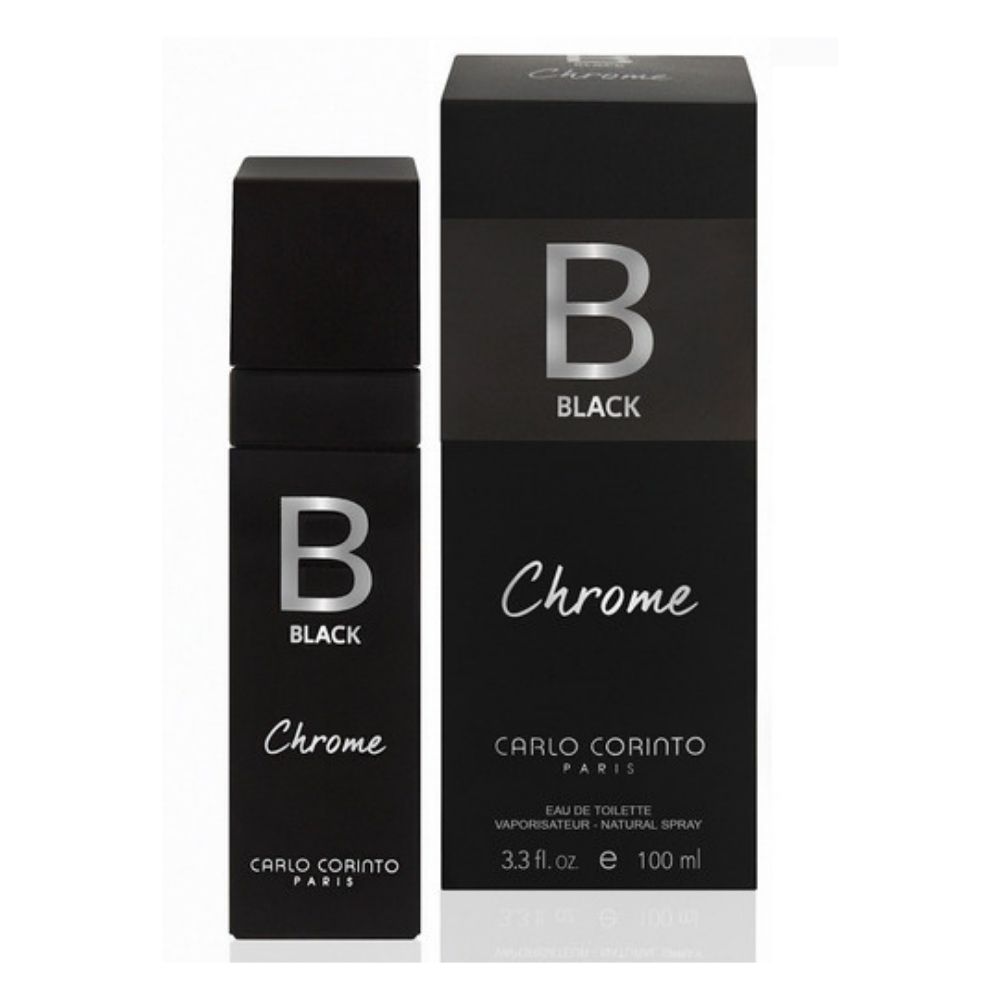 B
BLACK
Chrome
CARLO CORINTO
PARIS
Chrome
B
BLACK
Chrome
CARLO CORINTO
PARIS
EAU DE TOILETTE
VAPORISATEUR - NATURAL SPRAY
3.3 fl. oz. e 100 ml